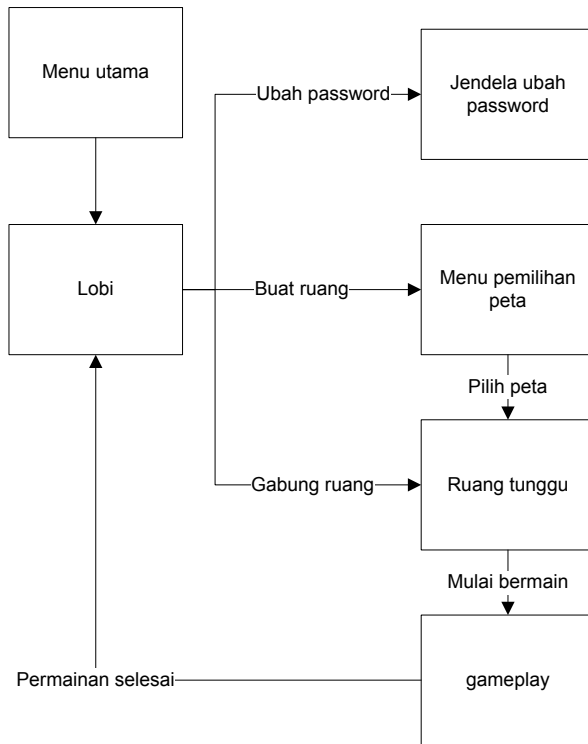 Menu utama
Ubah password
Jendela ubah
password
Lobi
Buat ruang
Menu pemilihan
peta
Pilih peta
Gabung ruang
Ruang tunggu
Mulai bermain
Permainan selesai
gameplay